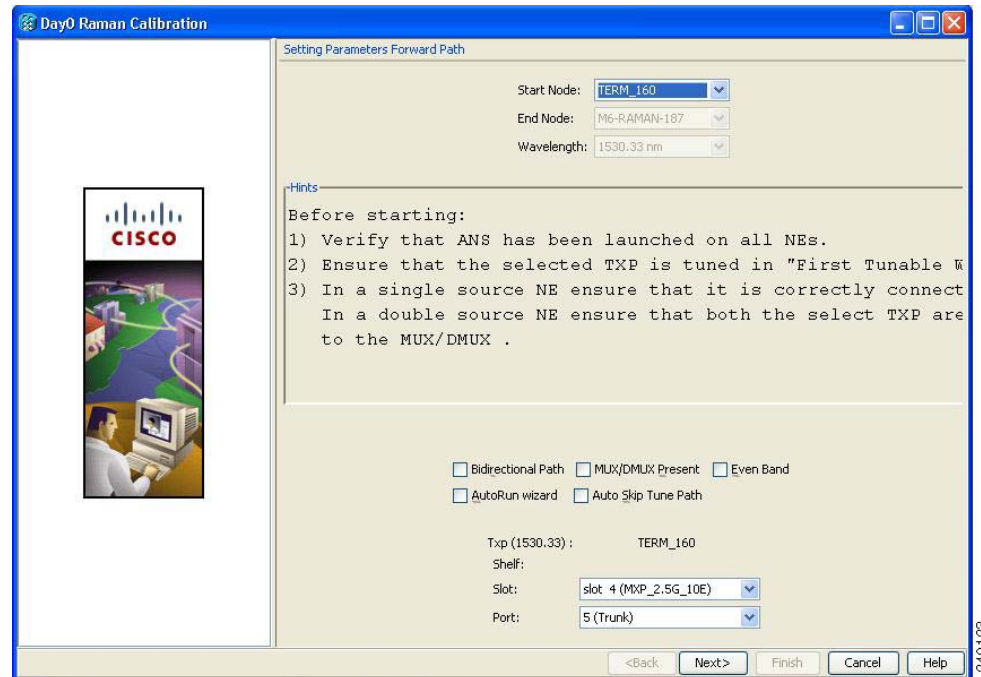 Day0 Raman Calibration
Setting Parameters Forward Path
Start Node: TERM_160
End Node: M6-RAMAN-187
Wavelength: 1530.33 nm
Hints
Before starting:
1) Verify that ANS has been launched on all NEs.
2) Ensure that the selected TXP is tuned in "First Tunable W
3) In a single source NE ensure that it is correctly connect
In a double source NE ensure that both the select TXP are
to the MUX/DMUX .
CISCO
Bidirectional Path MUX/DMUX Present Even Band
AutoRun wizard Auto Skip Tune Path
Txp (1530.33) : TERM_160
Shelf:
Slot: slot 4 (MXP_2.5G_10E)
Port: 5 (Trunk)
<Back Next> Finish Cancel Help